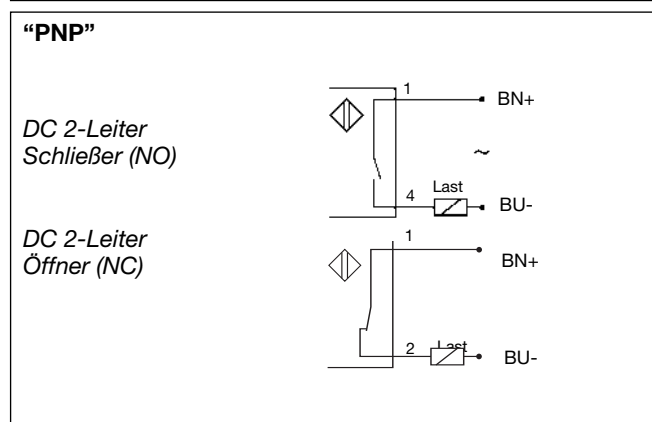 “PNP”
DC 2-Leiter
Schließer (NO)
1
BN+
~
4
Last
BU-
DC 2-Leiter
Öffner (NC)
1
BN+
2
Last
BU-